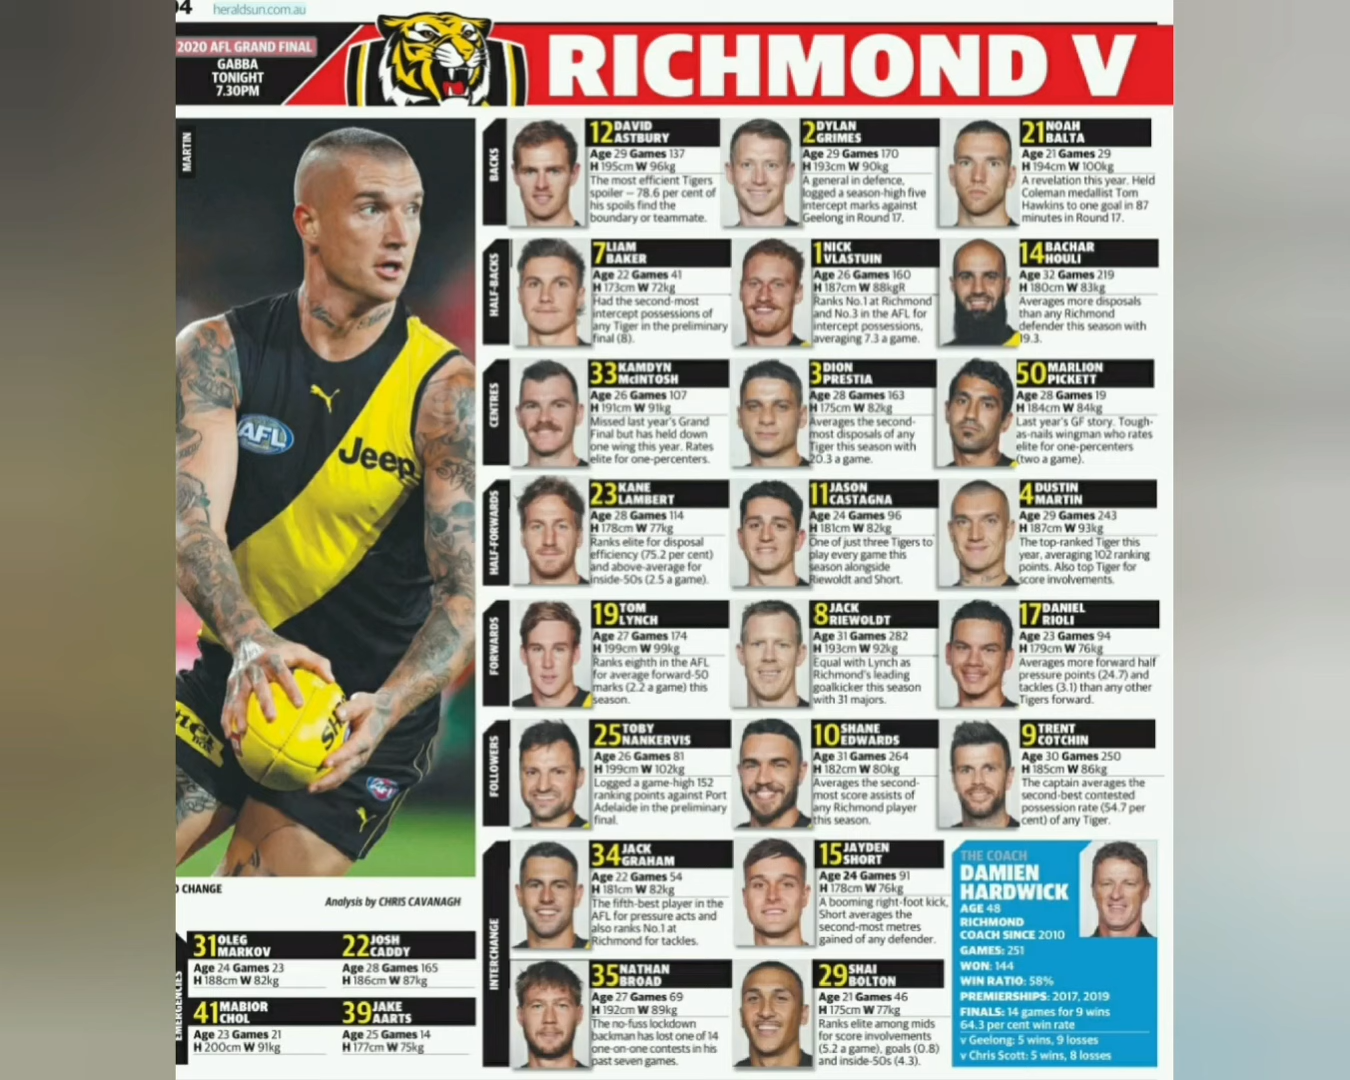 04
heraldsun.com.au
2020 AFL GRAND FINAL
GABBA
TONIGHT
7.30PM
RICHMOND V
MARTIN
AFL
Jeep
BACKS
12 DAVID
ASTBURY
Age 29 Games 137
H 195cm W 96kg
The most efficient Tigers
spoiler – 78.6 per cent of
his spoils find the
boundary or teammate.
2 DYLAN
GRIMES
Age 29 Games 170
H 193cm W 90kg
A general in defence,
logged a season-high five
intercept marks against
Geelong in Round 17.
21 NOAH
BALTA
Age 21 Games 29
H 194cm W 100kg
A revelation this year. Held
Coleman medallist Tom
Hawkins to one goal in 87
minutes in Round 17.
HALF-BACKS
7 LIAM
BAKER
Age 22 Games 41
H 173cm W 72kg
Had the second-most
intercept possessions of
any Tiger in the preliminary
final (8).
1 NICK
VLASTUIN
Age 26 Games 160
H 187cm W 88kgR
Ranks No.1 at Richmond
and No.3 in the AFL for
intercept possessions,
averaging 7.3 a game.
14 BACHAR
HOULI
Age 32 Games 219
H 180cm W 83kg
Averages more disposals
than any Richmond
defender this season with
19.3.
CENTRES
33 KAMDYN
McINTOSH
Age 26 Games 107
H 191cm W 91kg
Missed last year's Grand
Final but has held down
one wing this year. Rates
elite for one-percenters.
3 DION
PRESTIA
Age 28 Games 163
H 175cm W 82kg
Averages the second-
most disposals of any
Tiger this season with
20.3 a game.
50 MARLION
PICKETT
Age 28 Games 19
H 184cm W 84kg
Last year's GF story. Tough-
as-nails wingman who rates
elite for one-percenters
(two a game).
HALF-FORWARDS
23 KANE
LAMBERT
Age 28 Games 114
H 178cm W 77kg
Ranks elite for disposal
efficiency (75.2 per cent)
and above-average for
inside-50s (2.5 a game).
11 JASON
CASTAGNA
Age 24 Games 96
H 181cm W 82kg
One of just three Tigers to
play every game this
season alongside
Riewoldt and Short.
4 DUSTIN
MARTIN
Age 29 Games 243
H 187cm W 93kg
The top-ranked Tiger this
year, averaging 102 ranking
points. Also top Tiger for
score involvements.
FORWARDS
19 TOM
LYNCH
Age 27 Games 174
H 199cm W 99kg
Ranks eighth in the AFL
for average forward-50
marks (2.2 a game) this
season.
8 JACK
RIEWOLDT
Age 31 Games 282
H 193cm W 92kg
Equal with Lynch as
Richmond's leading
goalkicker this season
with 31 majors.
17 DANIEL
RIOLI
Age 23 Games 94
H 179cm W 76kg
Averages more forward half
pressure points (24.7) and
tackles (3.1) than any other
Tigers forward.
FOLLOWERS
25 TOBY
NANKERVIS
Age 26 Games 81
H 199cm W 102kg
Logged a game-high 152
ranking points against Port
Adelaide in the preliminary
final.
10 SHANE
EDWARDS
Age 31 Games 264
H 182cm W 80kg
Averages the second-
most score assists of
any Richmond player
this season.
9 TRENT
COTCHIN
Age 30 Games 250
H 185cm W 86kg
The captain averages the
second-best contested
possession rate (54.7 per
cent) of any Tiger.
INTERCHANGE
34 JACK
GRAHAM
Age 22 Games 54
H 181cm W 82kg
The fifth-best player in the
AFL for pressure acts and
also ranks No.1 at
Richmond for tackles.
15 JAYDEN
SHORT
Age 24 Games 91
H 178cm W 76kg
A booming right-foot kick,
Short averages the
second-most metres
gained of any defender.
35 NATHAN
BROAD
Age 27 Games 69
H 192cm W 89kg
The no-fuss lockdown
backman has lost one of 14
one-on-one contests in his
past seven games.
29 SHAI
BOLTON
Age 21 Games 46
H 175cm W 77kg
Ranks elite among mids
for score involvements
(5.2 a game), goals (0.8)
and inside-50s (4.3).
THE COACH
DAMIEN
HARDWICK
AGE 48
RICHMOND
COACH SINCE 2010
GAMES: 251
WON: 144
WIN RATIO: 58%
PREMIERSHIPS: 2017, 2019
FINALS: 14 games for 9 wins
64.3 per cent win rate
v Geelong: 5 wins, 9 losses
v Chris Scott: 5 wins, 8 losses
CHANGE
Analysis by CHRIS CAVANAGH
EMERGENCIES
31 OLEG
MARKOV
Age 24 Games 23
H 188cm W 82kg
22 JOSH
CADDY
Age 28 Games 165
H 186cm W 87kg
41 MABIOR
CHOL
Age 23 Games 21
H 200cm W 91kg
39 JAKE
AARTS
Age 25 Games 14
H 177cm W 75kg